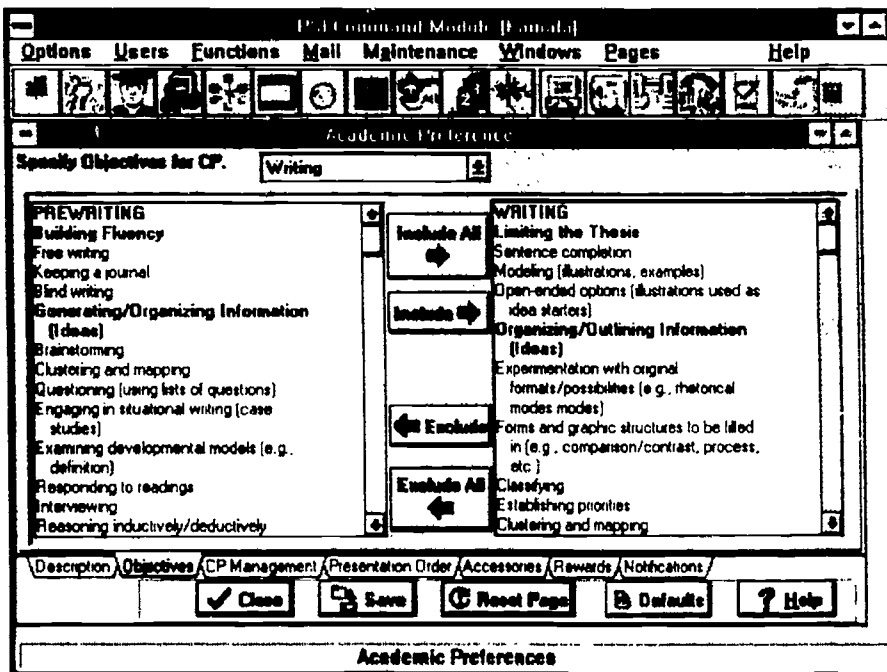 Command Module [Kamala]
Options Users Functions Mail Maintenance Windows Pages Help
Academic Preference
Specify Objectives for CP. Writing
PREWRITING
Building Fluency
Free writing
Keeping a journal
Blind writing
Generating/Organizing Information
(Ideas)
Brainstorming
Clustering and mapping
Questioning (using lists of questions)
Engaging in situational writing (case
studies)
Examining developmental models (e.g.,
definition)
Responding to readings
Interviewing
Reasoning inductively/deductively
Include All
Include
Exclude
Exclude All
WRITING
Limiting the Thesis
Sentence completion
Modeling (illustrations, examples)
Open-ended options (illustrations used as
idea starters)
Organizing/Outlining Information
(Ideas)
Experimentation with original
formats/possibilities (e.g., rhetorical
modes modes)
Forms and graphic structures to be filled
in (e.g., comparison/contrast, process,
etc.)
Classifying
Establishing priorities
Clustering and mapping
Description Objectives CP Management Presentation Order Accessories Rewards Notifications
Close Save Reset Page Defaults ? Help
Academic Preferences